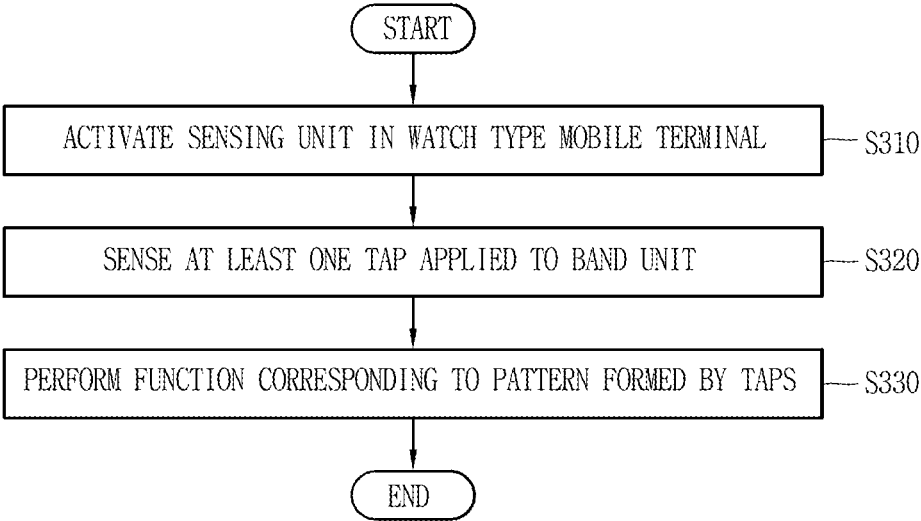 START
ACTIVATE SENSING UNIT IN WATCH TYPE MOBILE TERMINAL
S310
SENSE AT LEAST ONE TAP APPLIED TO BAND UNIT
S320
PERFORM FUNCTION CORRESPONDING TO PATTERN FORMED BY TAPS
S330
END